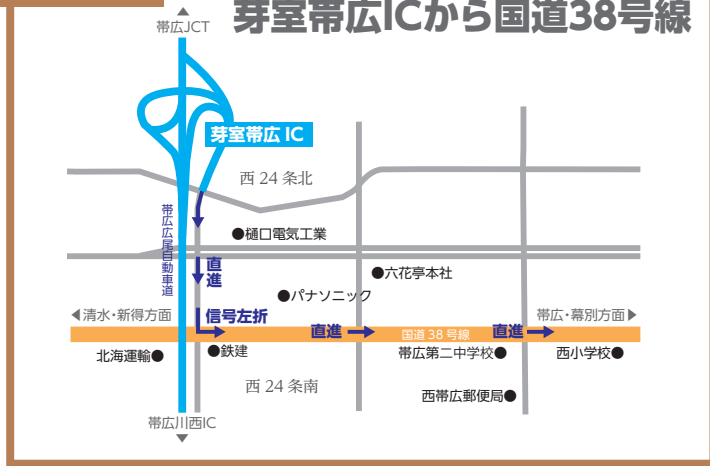 芽室帯広ICから国道38号線
▲
帯広JCT
芽室帯広 IC
西 24 条北
帯広広尾自動車道
●樋口電気工業
直進
●六花亭本社
●パナソニック
◀清水・新得方面
信号左折
帯広・幕別方面▶
直進
国道 38 号線
直進
北海運輸●
●鉄建
帯広第二中学校●
西小学校●
西 24 条南
西帯広郵便局●
帯広川西IC
▼